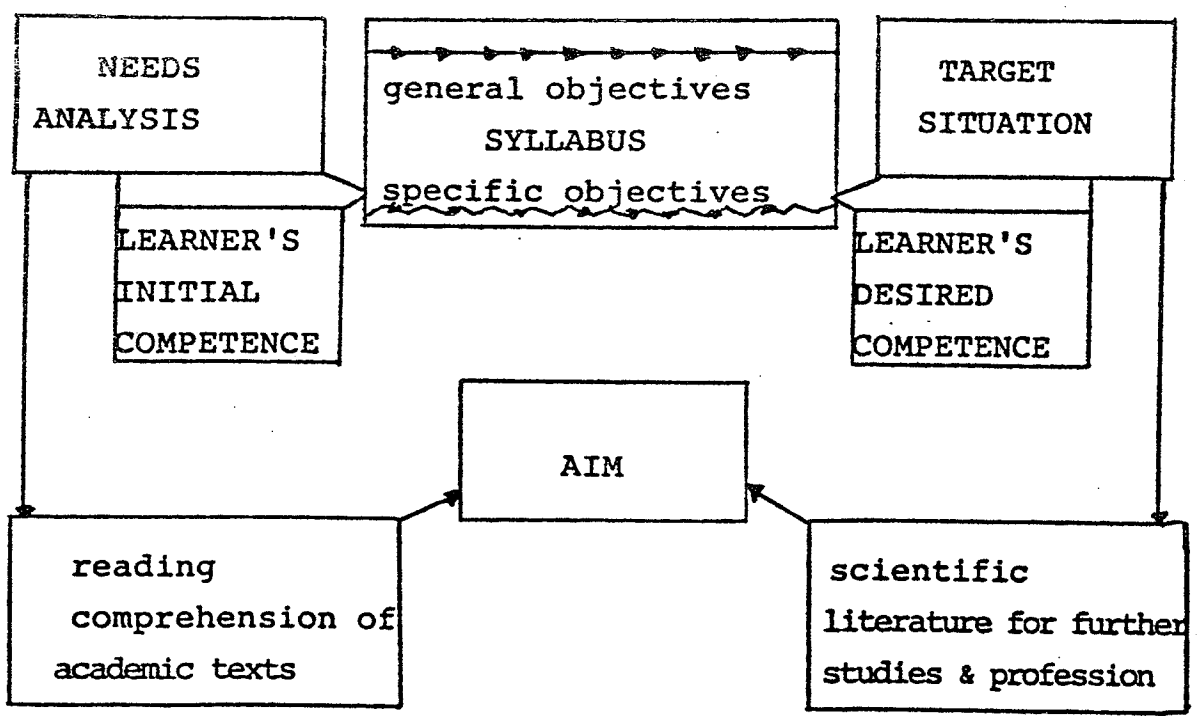 NEEDS
ANALYSIS
general objectives
SYLLABUS
specific objectives
TARGET
SITUATION
LEARNER'S
INITIAL
COMPETENCE
LEARNER'S
DESIRED
COMPETENCE
AIM
reading
comprehension of
academic texts
scientific
literature for further
studies & profession